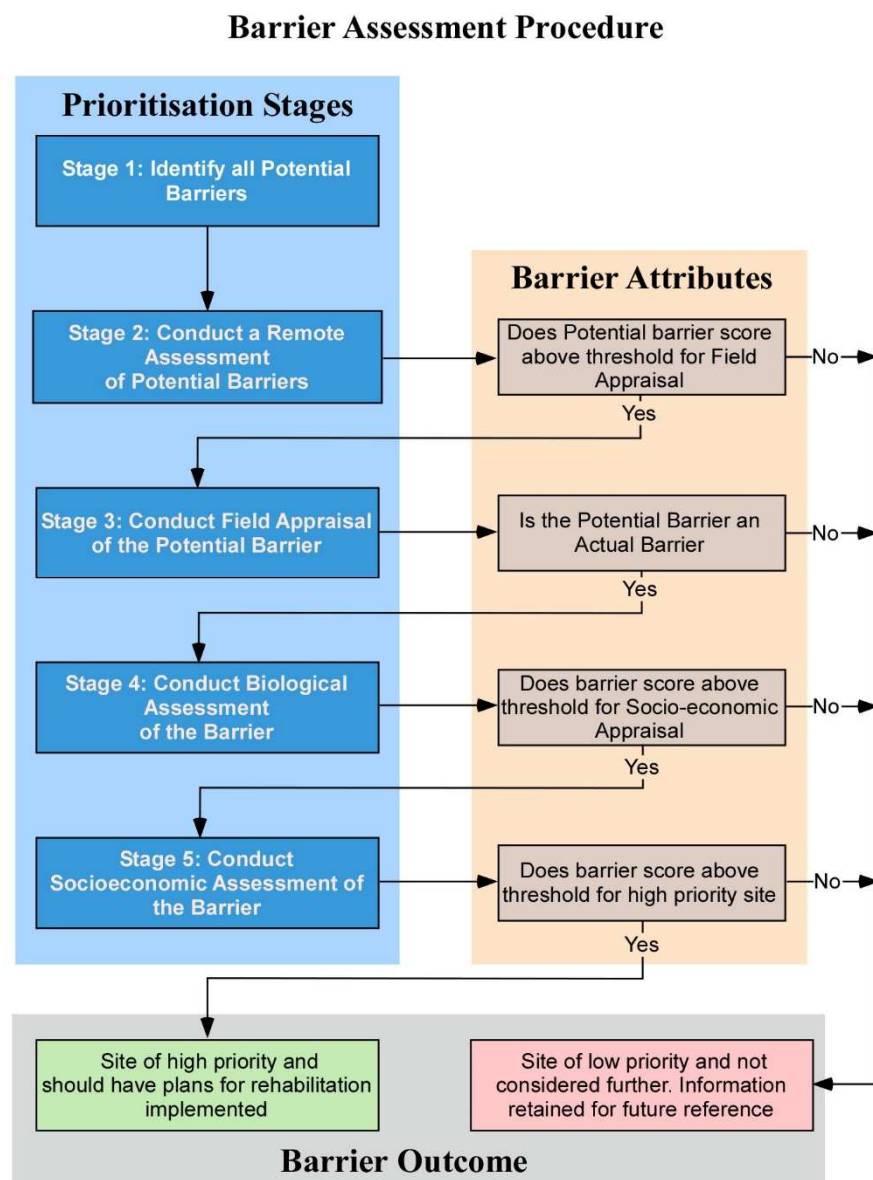 Barrier Assessment Procedure
Prioritisation Stages
Stage 1: Identify all Potential
Barriers
Barrier Attributes
Stage 2: Conduct a Remote
Assessment
of Potential Barriers
Does Potential barrier score
above threshold for Field
Appraisal
No
Yes
Stage 3: Conduct Field Appraisal
of the Potential Barrier
Is the Potential Barrier an
Actual Barrier
No
Yes
Stage 4: Conduct Biological
Assessment
of the Barrier
Does barrier score above
threshold for Socio-economic
Appraisal
No
Yes
Stage 5: Conduct
Socioeconomic Assessment of
the Barrier
Does barrier score above
threshold for high priority site
No
Yes
Site of high priority and
should have plans for rehabilitation
implemented
Site of low priority and not
considered further. Information
retained for future reference
Barrier Outcome